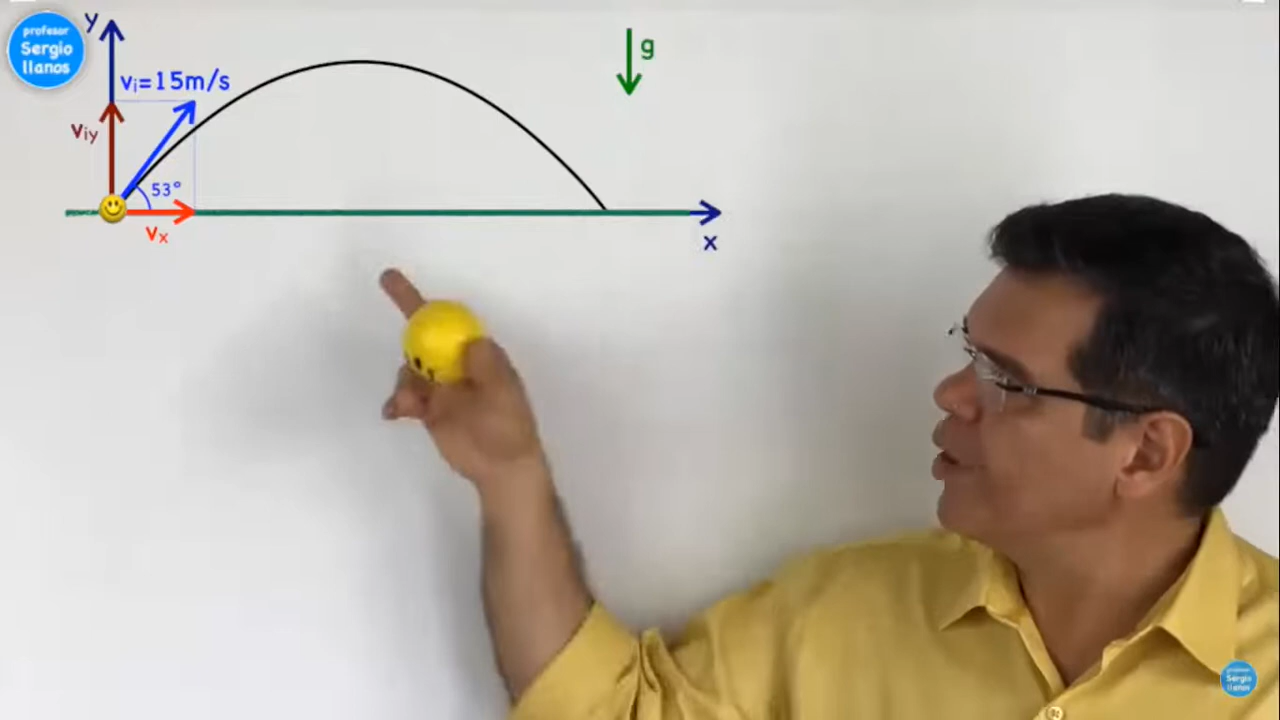 profesor
Sergio
llanos
y
vᵢ=15m/s
g
vᵢy
53°
vₓ
x
profesor
Sergio
llanos